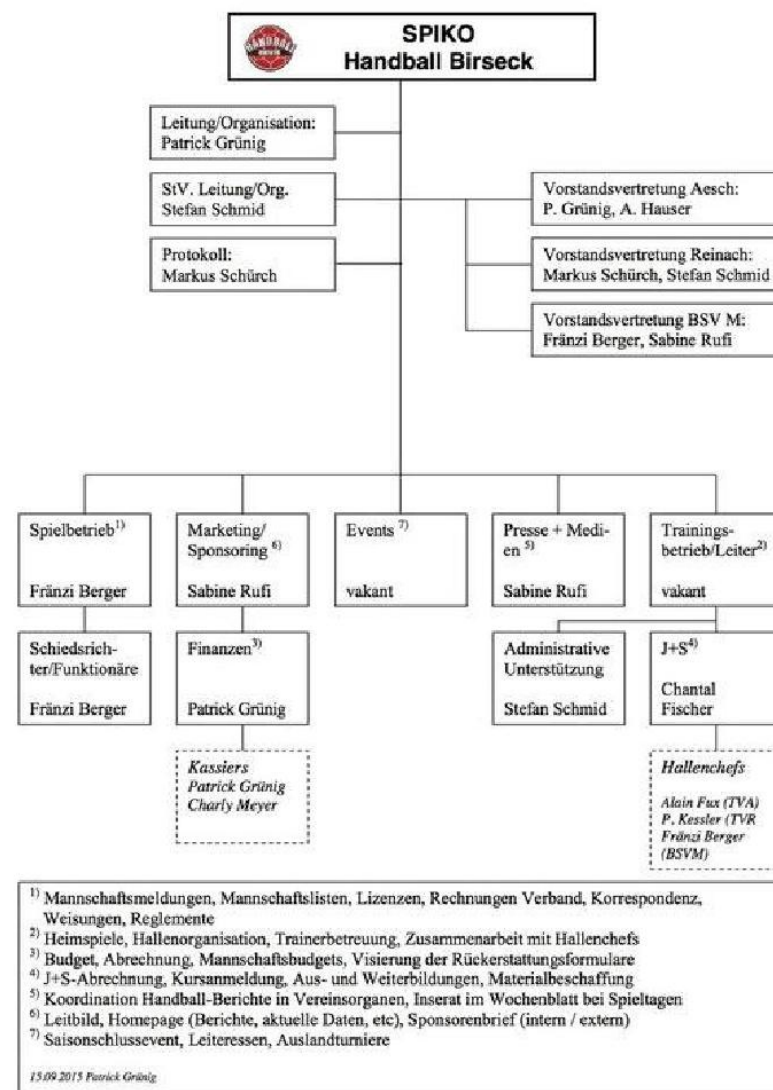 HANDBALL
SPIKO
Handball Birseck
Leitung/Organisation:
Patrick Grünig
StV. Leitung/Org.
Stefan Schmid
Protokoll:
Markus Schürch
Vorstandsvertretung Aesch:
P. Grünig, A. Hauser
Vorstandsvertretung Reinach:
Markus Schürch, Stefan Schmid
Vorstandsvertretung BSV M:
Fränzi Berger, Sabine Rufi
Spielbetrieb1)
Fränzi Berger
Marketing/
Sponsoring 6)
Sabine Rufi
Events 7)
vakant
Presse + Medi-
en 5)
Sabine Rufi
Trainings-
betrieb/Leiter2)
vakant
Schiedsrich-
ter/Funktionäre
Fränzi Berger
Finanzen3)
Patrick Grünig
Administrative
Unterstützung
Stefan Schmid
J+S4)
Chantal
Fischer
Kassiers
Patrick Grünig
Charly Meyer
Hallenchefs
Alain Fux (TVA)
P. Kessler (TVR
Fränzi Berger
(BSVM)
1) Mannschaftsmeldungen, Mannschaftslisten, Lizenzen, Rechnungen Verband, Korrespondenz,
Weisungen, Reglemente
2) Heimspiele, Hallenorganisation, Trainerbetreuung, Zusammenarbeit mit Hallenchefs
3) Budget, Abrechnung, Mannschaftsbudgets, Visierung der Rückerstattungsformulare
4) J+S-Abrechnung, Kursanmeldung, Aus- und Weiterbildungen, Materialbeschaffung
5) Koordination Handball-Berichte in Vereinsorganen, Inserat im Wochenblatt bei Spieltagen
6) Leitbild, Homepage (Berichte, aktuelle Daten, etc), Sponsorenbrief (intern / extern)
7) Saisonschlussevent, Leiteressen, Auslandturniere
15.09.2015 Patrick Grünig